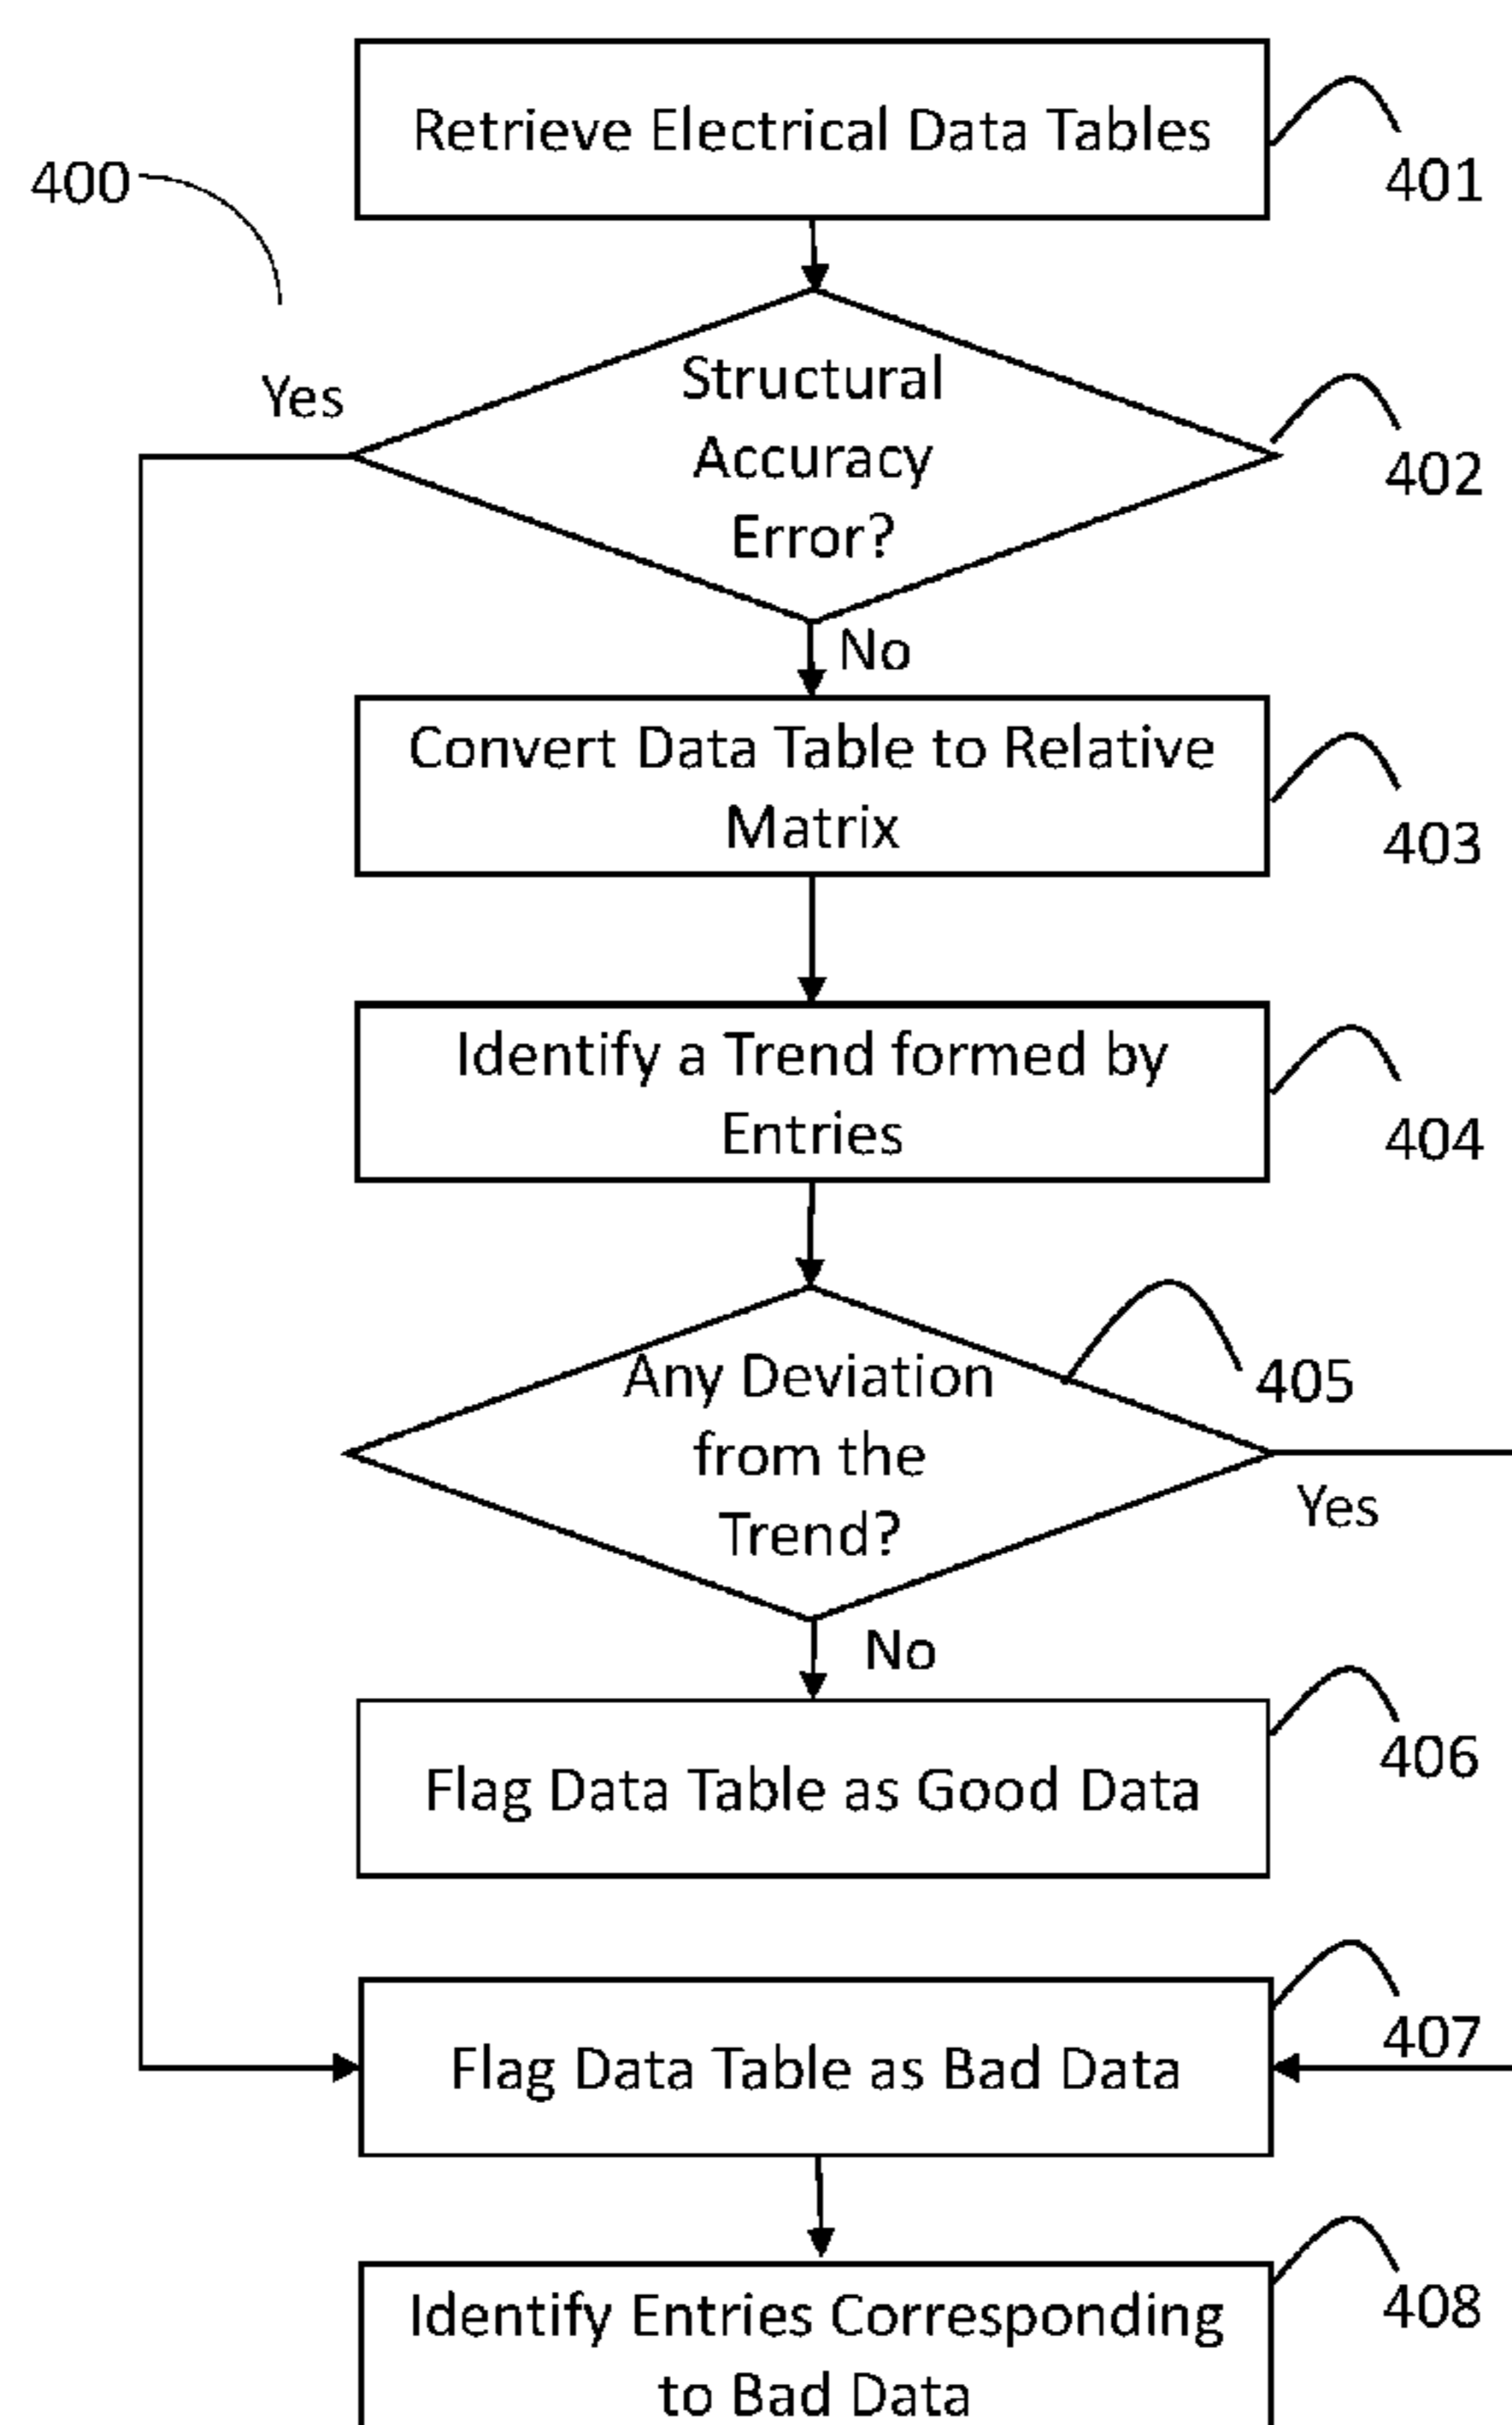 Retrieve Electrical Data Tables
401
400
Structural
Accuracy
Error?
Yes
402
No
Convert Data Table to Relative
Matrix
403
Identify a Trend formed by
Entries
404
Any Deviation
from the
Trend?
405
Yes
No
Flag Data Table as Good Data
406
Flag Data Table as Bad Data
407
Identify Entries Corresponding
to Bad Data
408